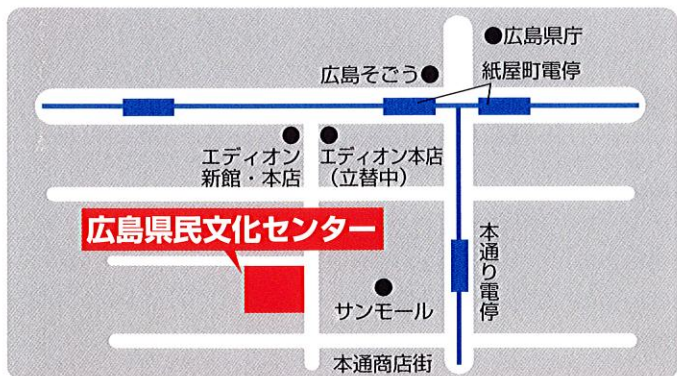 広島県庁
広島そごう
紙屋町電停
エディオン
新館・本店
エディオン本店
（立替中）
広島県民文化センター
本通り電停
サンモール
本通商店街